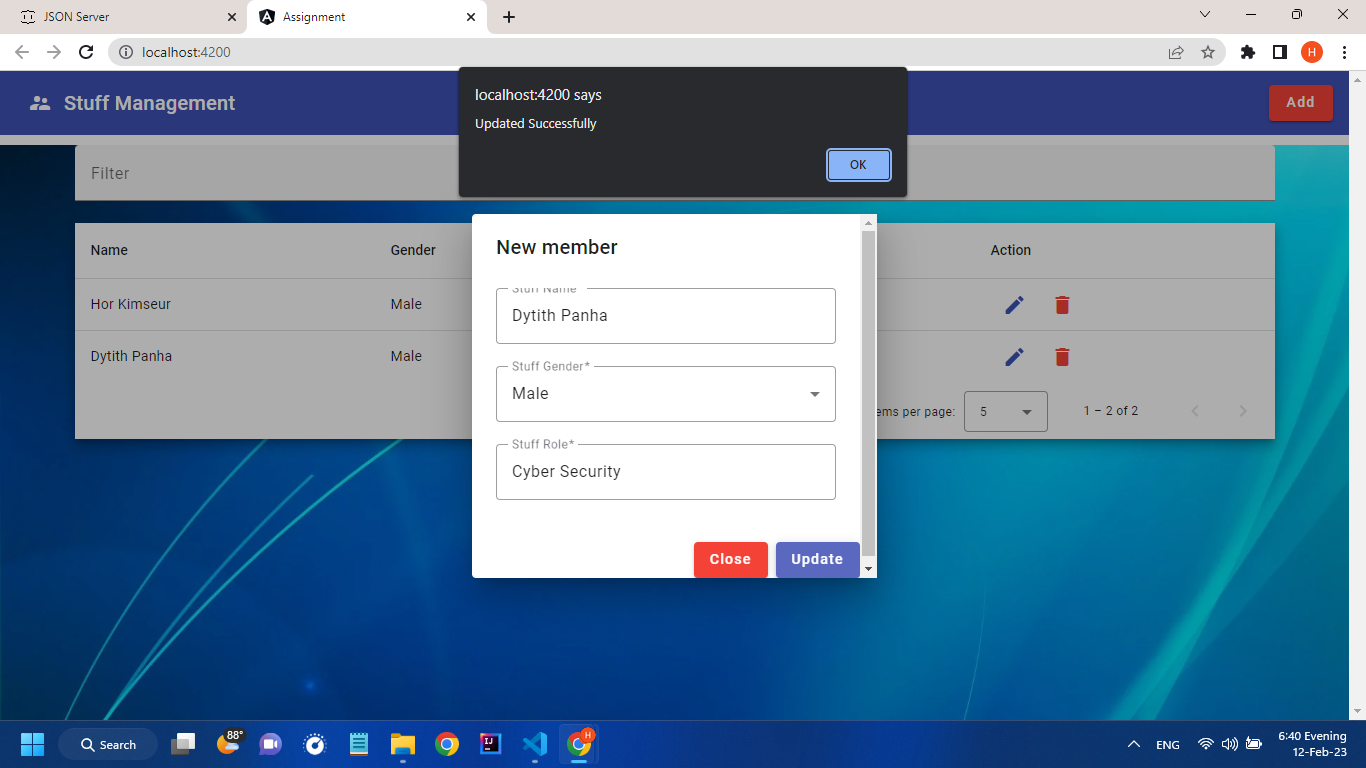 JSON Server
Assignment
localhost:4200
H
Stuff Management
Add
localhost:4200 says
Updated Successfully
OK
Filter
Name Gender Action
Hor Kimseur Male
Dytith Panha Male
ems per page: 5 1 – 2 of 2
New member
Stuff Name
Dytith Panha
Stuff Gender*
Male
Stuff Role*
Cyber Security
Close Update
Search
88°
IJ
H
ENG
6:40 Evening
12-Feb-23